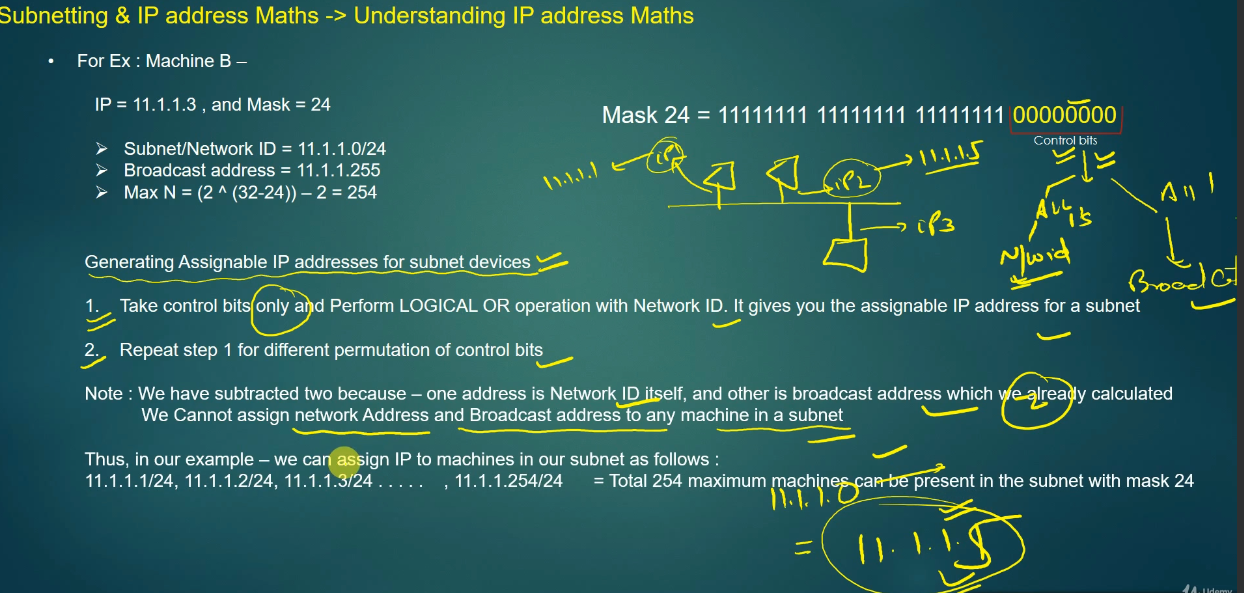 Subnetting & IP address Maths -> Understanding IP address Maths
• For Ex : Machine B –
IP = 11.1.1.3 , and Mask = 24
Mask 24 = 11111111 11111111 11111111 00000000
Control bits
➢ Subnet/Network ID = 11.1.1.0/24
➢ Broadcast address = 11.1.1.255
➢ Max N = (2 ^ (32-24)) – 2 = 254
11.1.1.1
iP1
iP2
11.1.1.5
iP3
All 1s
N/w id
All 1
Broad
Generating Assignable IP addresses for subnet devices
1. Take control bits only and Perform LOGICAL OR operation with Network ID. It gives you the assignable IP address for a subnet
2. Repeat step 1 for different permutation of control bits
Note : We have subtracted two because – one address is Network ID itself, and other is broadcast address which we already calculated
-2
We Cannot assign network Address and Broadcast address to any machine in a subnet
Thus, in our example – we can assign IP to machines in our subnet as follows :
11.1.1.1/24, 11.1.1.2/24, 11.1.1.3/24 . . . . . , 11.1.1.254/24 = Total 254 maximum machines can be present in the subnet with mask 24
11.1.1.0
= 11.1.1.5
Udemy